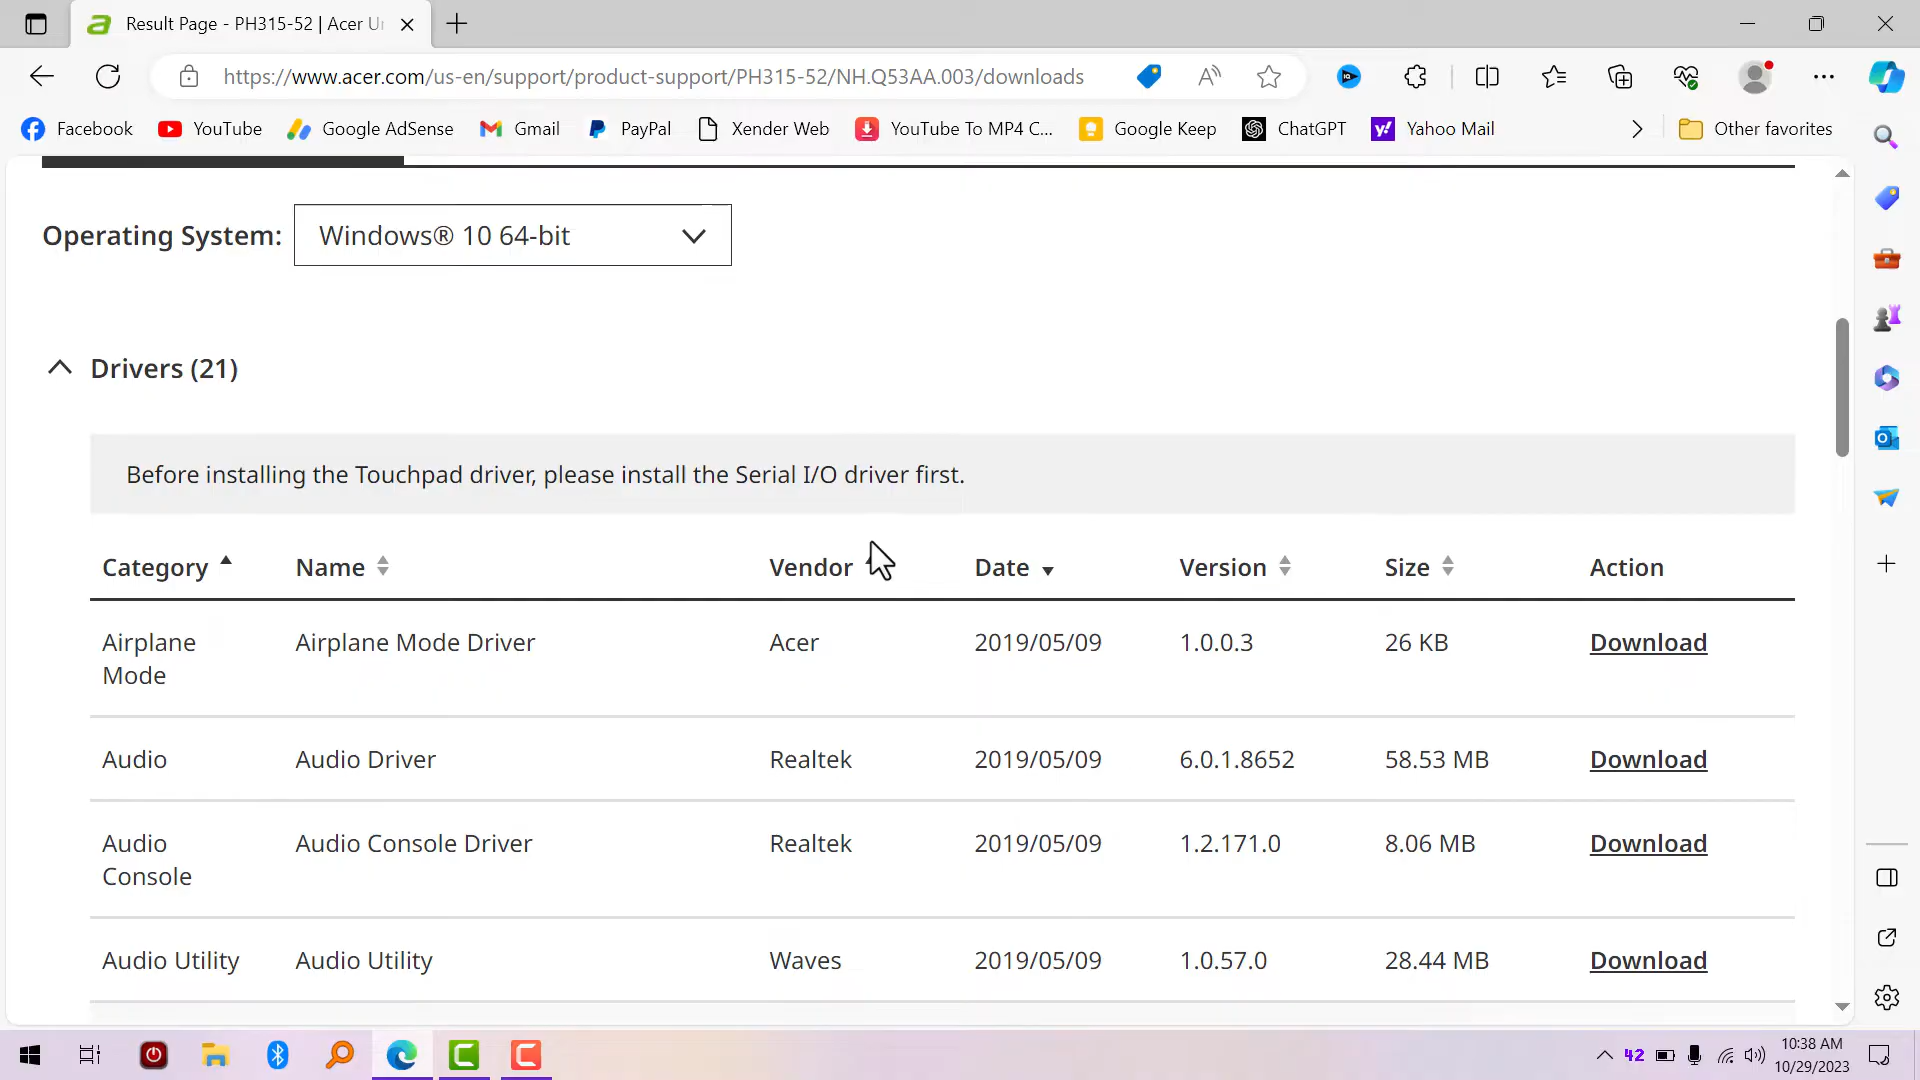 Result Page - PH315-52 | Acer Un
https://www.acer.com/us-en/support/product-support/PH315-52/NH.Q53AA.003/downloads
Facebook YouTube Google AdSense Gmail PayPal Xender Web YouTube To MP4 C... Google Keep ChatGPT Yahoo Mail Other favorites
Operating System: Windows® 10 64-bit
Drivers (21)
Before installing the Touchpad driver, please install the Serial I/O driver first.
Category Name Vendor Date Version Size Action
Airplane Mode Airplane Mode Driver Acer 2019/05/09 1.0.0.3 26 KB Download
Audio Audio Driver Realtek 2019/05/09 6.0.1.8652 58.53 MB Download
Audio Console Audio Console Driver Realtek 2019/05/09 1.2.171.0 8.06 MB Download
Audio Utility Audio Utility Waves 2019/05/09 1.0.57.0 28.44 MB Download
42 10:38 AM
10/29/2023